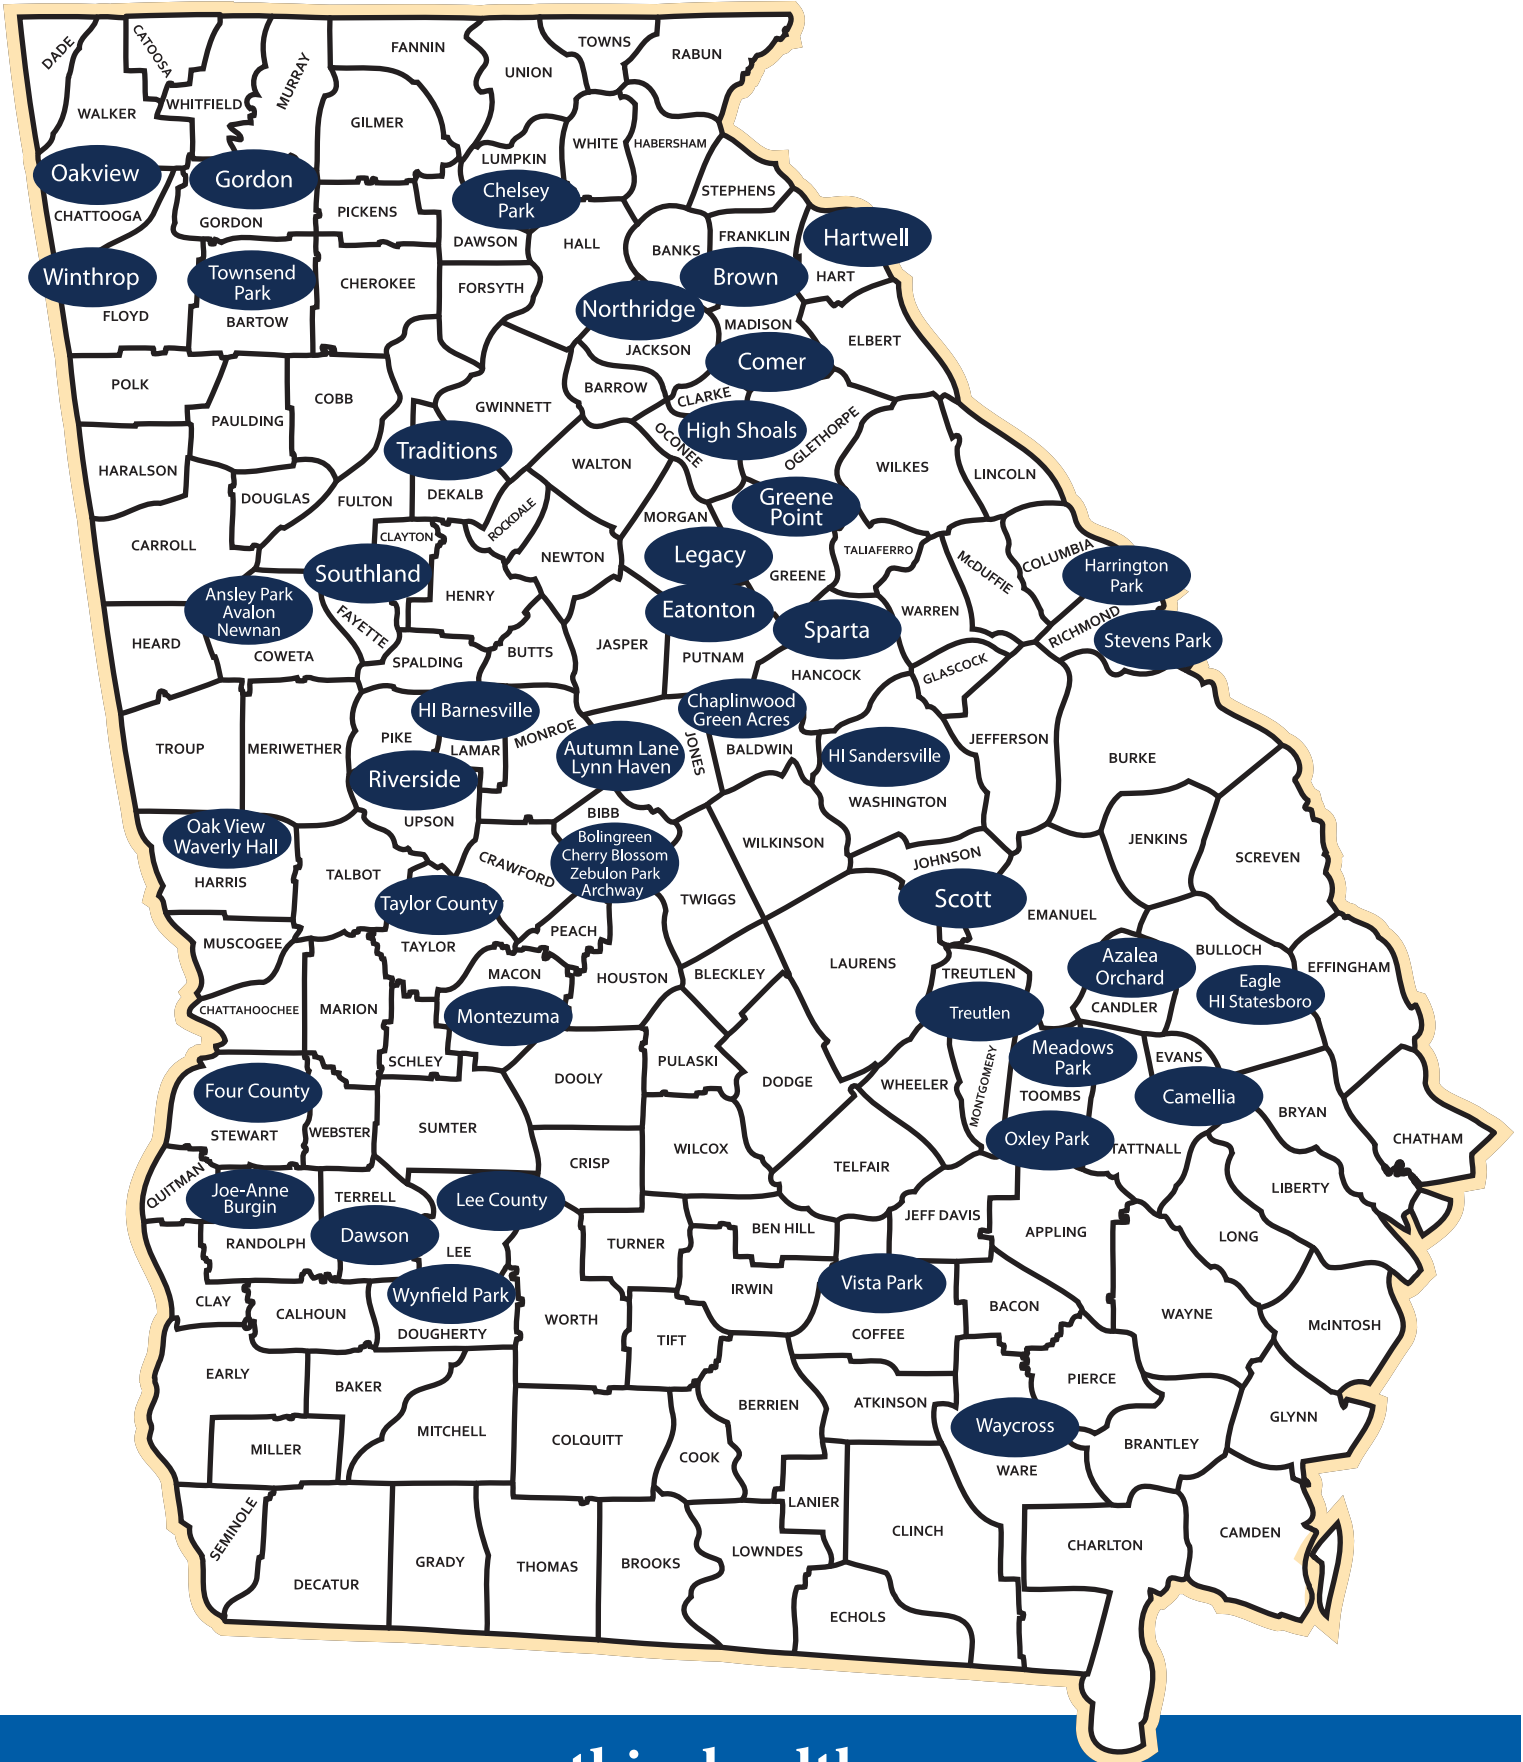 DADE
CATOOSA
FANNIN
TOWNS
RABUN
UNION
MURRAY
WALKER
WHITFIELD
GILMER
WHITE
HABERSHAM
LUMPKIN
Oakview
Gordon
Chelsey
Park
STEPHENS
CHATTOOGA
GORDON
PICKENS
DAWSON
HALL
BANKS
FRANKLIN
Hartwell
Winthrop
Townsend
Park
CHEROKEE
FORSYTH
Brown
HART
FLOYD
BARTOW
Northridge
MADISON
ELBERT
JACKSON
Comer
POLK
COBB
BARROW
CLARKE
PAULDING
GWINNETT
OCONEE
High Shoals
OGLETHORPE
Traditions
HARALSON
WALTON
WILKES
LINCOLN
DOUGLAS
FULTON
DEKALB
ROCKDALE
Greene
Point
MORGAN
CARROLL
CLAYTON
NEWTON
Legacy
TALIAFERRO
McDUFFIE
COLUMBIA
Southland
GREENE
Harrington
Park
Ansley Park
Avalon
Newnan
HENRY
Eatonton
WARREN
HEARD
FAYETTE
Sparta
RICHMOND
Stevens Park
COWETA
SPALDING
BUTTS
JASPER
PUTNAM
HANCOCK
GLASCOCK
HI Barnesville
Chaplinwood
Green Acres
TROUP
MERIWETHER
PIKE
LAMAR
MONROE
Autumn Lane
Lynn Haven
JONES
BALDWIN
HI Sandersville
JEFFERSON
BURKE
Riverside
WASHINGTON
UPSON
BIBB
Oak View
Waverly Hall
Bolingreen
Cherry Blossom
Zebulon Park
Archway
WILKINSON
JENKINS
SCREVEN
HARRIS
TALBOT
CRAWFORD
JOHNSON
Taylor County
TWIGGS
Scott
EMANUEL
MUSCOGEE
TAYLOR
PEACH
BULLOCH
EFFINGHAM
MACON
HOUSTON
BLECKLEY
LAURENS
TREUTLEN
Azalea
Orchard
Eagle
HI Statesboro
CHATTAHOOCHEE
MARION
Montezuma
Treutlen
CANDLER
SCHLEY
DOOLY
PULASKI
DODGE
WHEELER
MONTGOMERY
Meadows
Park
EVANS
Four County
TOOMBS
Camellia
STEWART
WEBSTER
SUMTER
BRYAN
CHATHAM
CRISP
WILCOX
TELFAIR
Oxley Park
TATTNALL
QUITMAN
Joe-Anne
Burgin
TERRELL
Lee County
LIBERTY
RANDOLPH
Dawson
LEE
TURNER
BEN HILL
JEFF DAVIS
APPLING
LONG
CLAY
CALHOUN
Wynfield Park
IRWIN
Vista Park
BACON
WAYNE
DOUGHERTY
WORTH
TIFT
COFFEE
McINTOSH
EARLY
BAKER
PIERCE
MILLER
MITCHELL
COLQUITT
COOK
BERRIEN
ATKINSON
Waycross
GLYNN
BRANTLEY
WARE
SEMINOLE
LANIER
CLINCH
CHARLTON
CAMDEN
DECATUR
GRADY
THOMAS
BROOKS
LOWNDES
ECHOLS